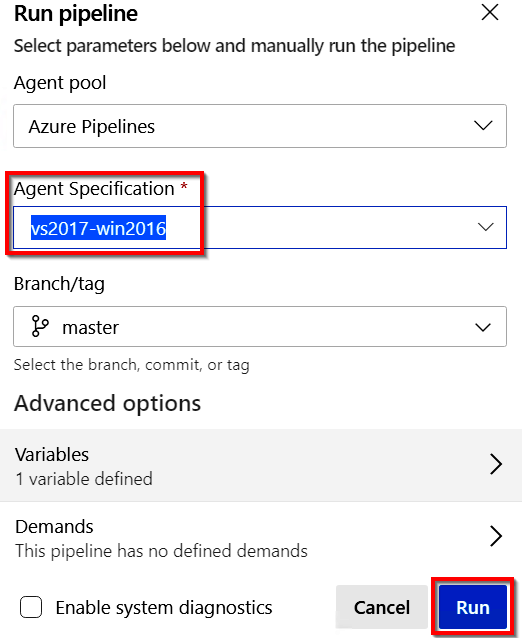 Run pipeline
Select parameters below and manually run the pipeline
Agent pool
Azure Pipelines
Agent Specification *
vs2017-win2016
Branch/tag
master
Select the branch, commit, or tag
Advanced options
Variables
1 variable defined
Demands
This pipeline has no defined demands
Enable system diagnostics
Cancel
Run